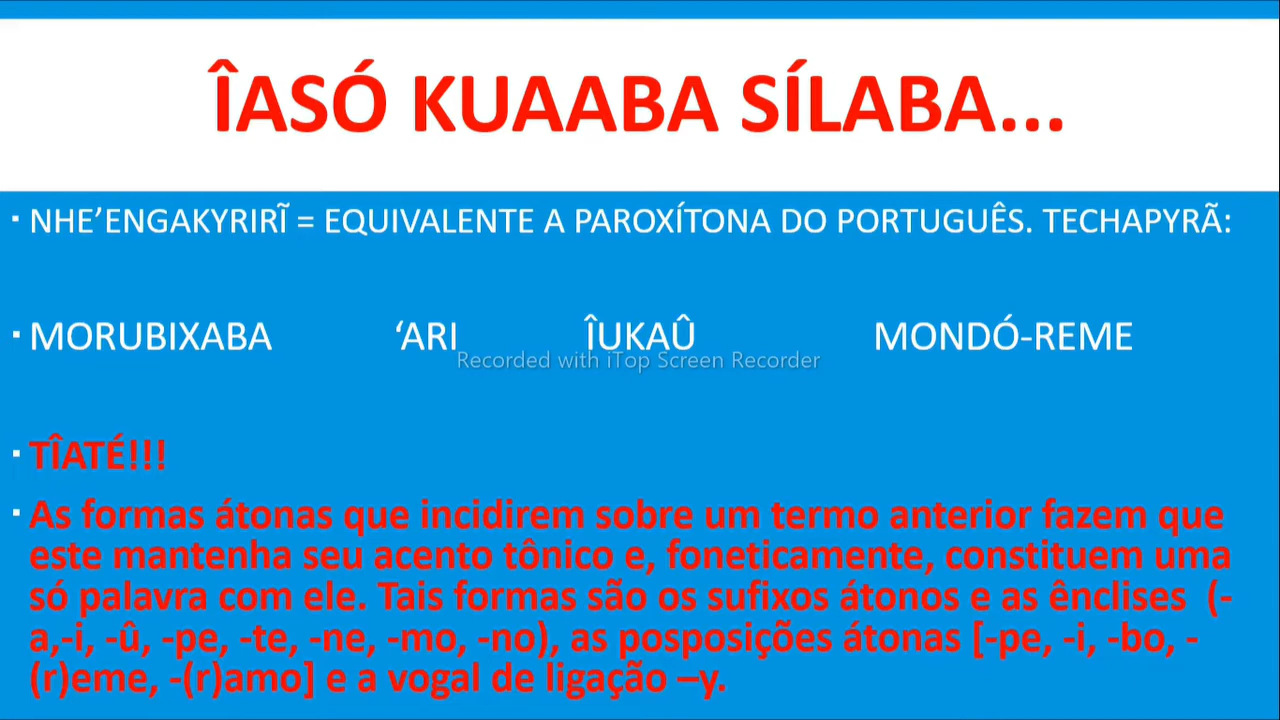 ÎASÓ KUAABA SÍLABA...
▪ NHE’ENGAKYRIRĨ = EQUIVALENTE A PAROXÍTONA DO PORTUGUÊS. TECHAPYRÃ:
▪ MORUBIXABA ‘ARI ÎUKAÛ MONDÓ-REME
Recorded with iTop Screen Recorder
▪ TÎATÉ!!!
▪ As formas átonas que incidirem sobre um termo anterior fazem que
este mantenha seu acento tônico e, foneticamente, constituem uma
só palavra com ele. Tais formas são os sufixos átonos e as ênclises (-
a,-i, -û, -pe, -te, -ne, -mo, -no), as posposições átonas [-pe, -i, -bo, -
(r)eme, -(r)amo] e a vogal de ligação –y.